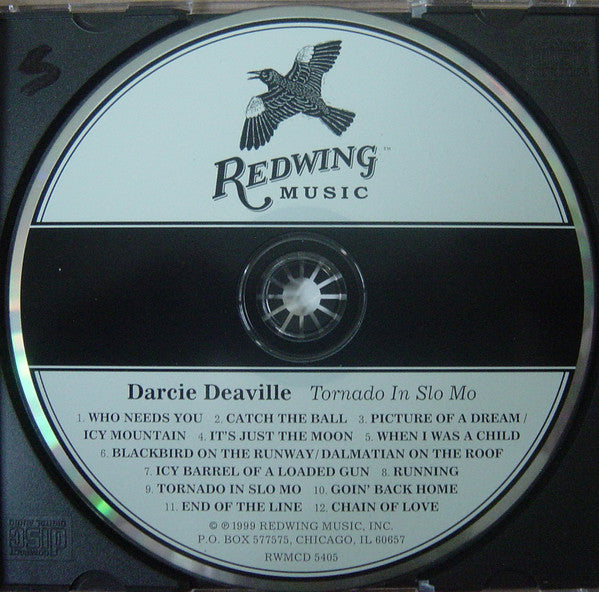 S
REDWING™
MUSIC
Darcie Deaville Tornado In Slo Mo
1. WHO NEEDS YOU 2. CATCH THE BALL 3. PICTURE OF A DREAM /
ICY MOUNTAIN 4. IT'S JUST THE MOON 5. WHEN I WAS A CHILD
6. BLACKBIRD ON THE RUNWAY/DALMATIAN ON THE ROOF
7. ICY BARREL OF A LOADED GUN 8. RUNNING
9. TORNADO IN SLO MO 10. GOIN' BACK HOME
11. END OF THE LINE 12. CHAIN OF LOVE
© ℗ 1999 REDWING MUSIC, INC.
P.O. BOX 577575, CHICAGO, IL 60657
RWMCD 5405
disc
DIGITAL AUDIO